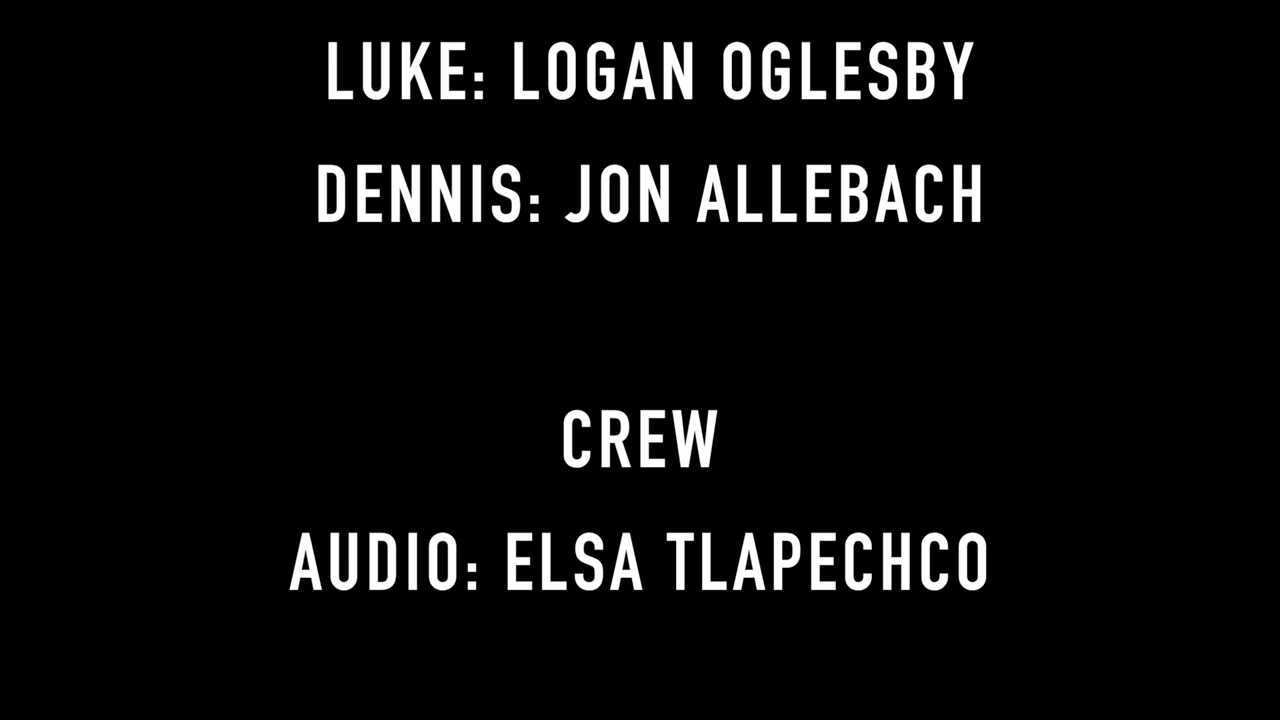 LUKE: LOGAN OGLESBY
DENNIS: JON ALLEBACH
CREW
AUDIO: ELSA TLAPECHCO